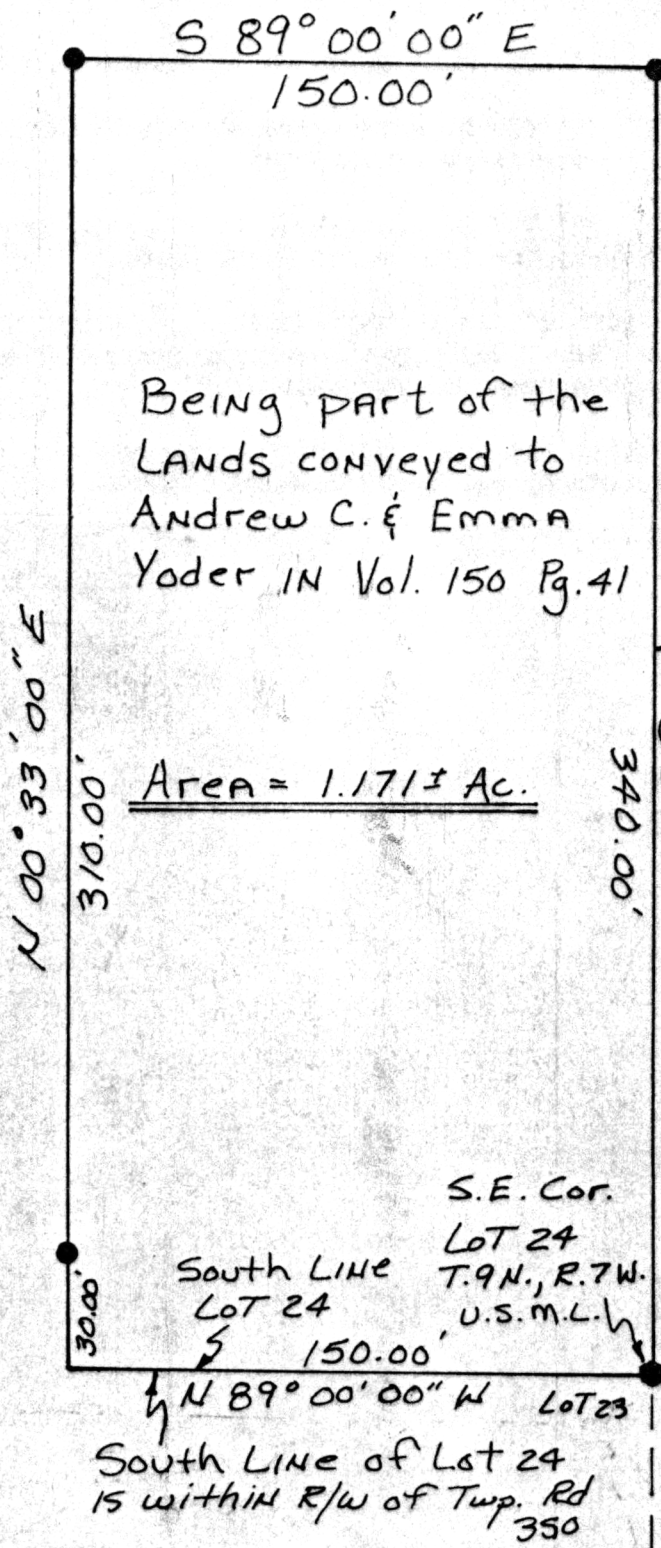 S 89° 00' 00" E
150.00'
Being part of the
Lands conveyed to
Andrew C. & Emma
Yoder in Vol. 150 Pg. 41
N 00° 33' 00" E
310.00'
Area = 1.171± Ac.
340.00'
S.E. Cor.
Lot 24
T.9N., R.7W.
U.S.M.L.
South Line
Lot 24
30.00'
150.00'
N 89° 00' 00" W
Lot 23
South Line of Lot 24
is within R/W of Twp. Rd
350